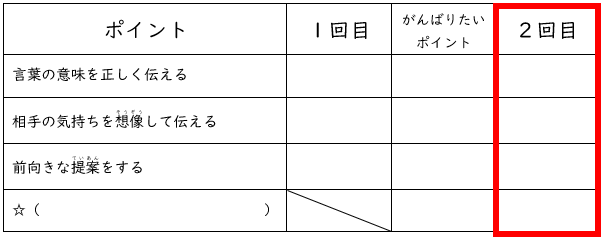 ポイント １回目 がんばりたい ２回目
ポイント
言葉の意味を正しく伝える
相手の気持ちを想像して伝える
そうぞう
前向きな提案をする
ていあん
☆（ ）